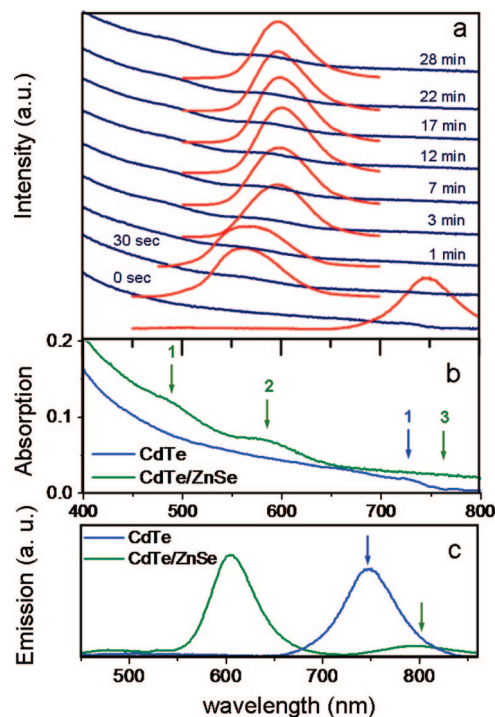 a
Intensity (a.u.)
28 min
22 min
17 min
12 min
7 min
3 min
1 min
30 sec
0 sec
b
Absorption
0.2
0.1
0.0
1
2
1
3
CdTe
CdTe/ZnSe
400 500 600 700 800
c
Emission (a. u.)
CdTe
CdTe/ZnSe
500 600 700 800
wavelength (nm)